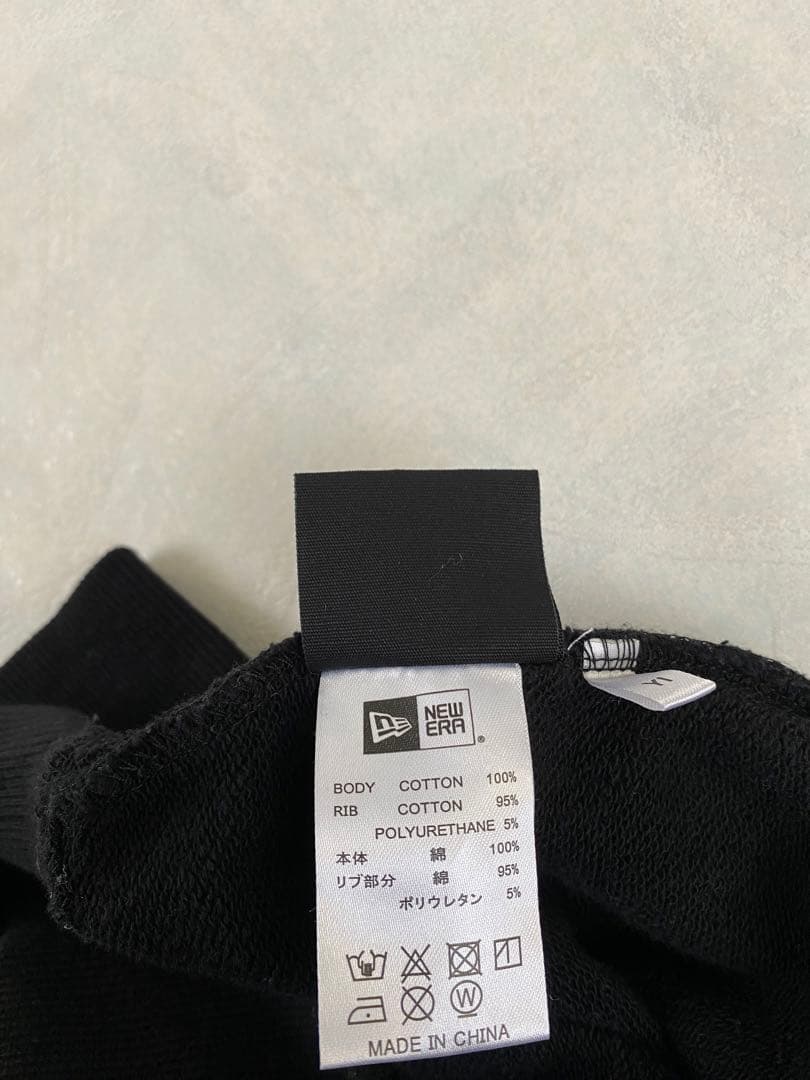 NEW
ERA
BODY COTTON 100%
RIB COTTON 95%
POLYURETHANE 5%
本体 綿 100%
リブ部分 綿 95%
ポリウレタン 5%
W
MADE IN CHINA